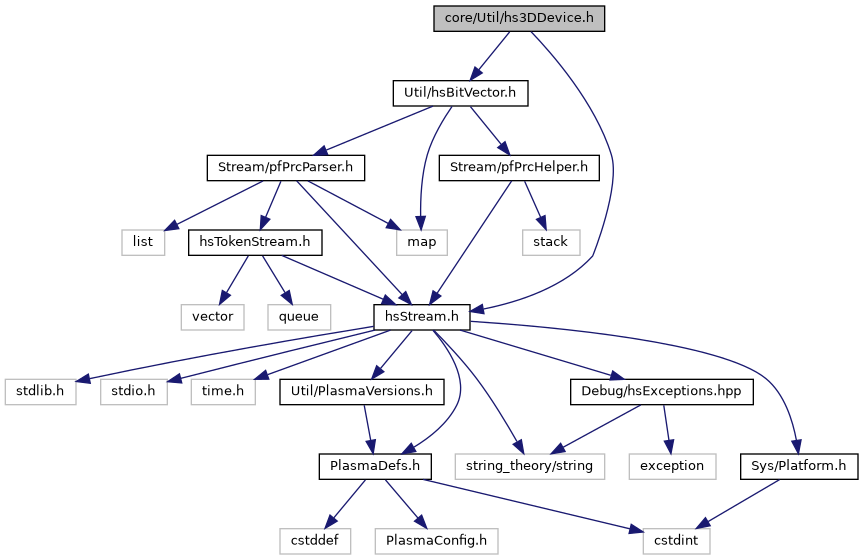 core/Util/hs3DDevice.h
Util/hsBitVector.h
Stream/pfPrcParser.h
Stream/pfPrcHelper.h
list
hsTokenStream.h
map
stack
vector
queue
hsStream.h
stdlib.h
stdio.h
time.h
Util/PlasmaVersions.h
Debug/hsExceptions.hpp
PlasmaDefs.h
string_theory/string
exception
Sys/Platform.h
cstddef
PlasmaConfig.h
cstdint